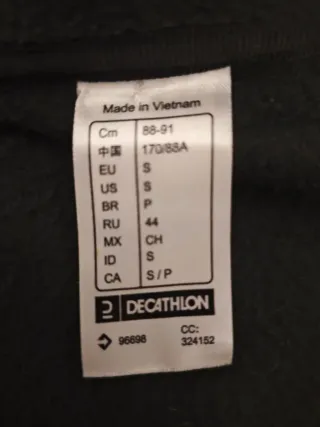 Made in Vietnam
Cm 88-91
中国 170/88A
EU S
US S
BR P
RU 44
MX CH
ID S
CA S / P
DECATHLON
96698 CC:
324152